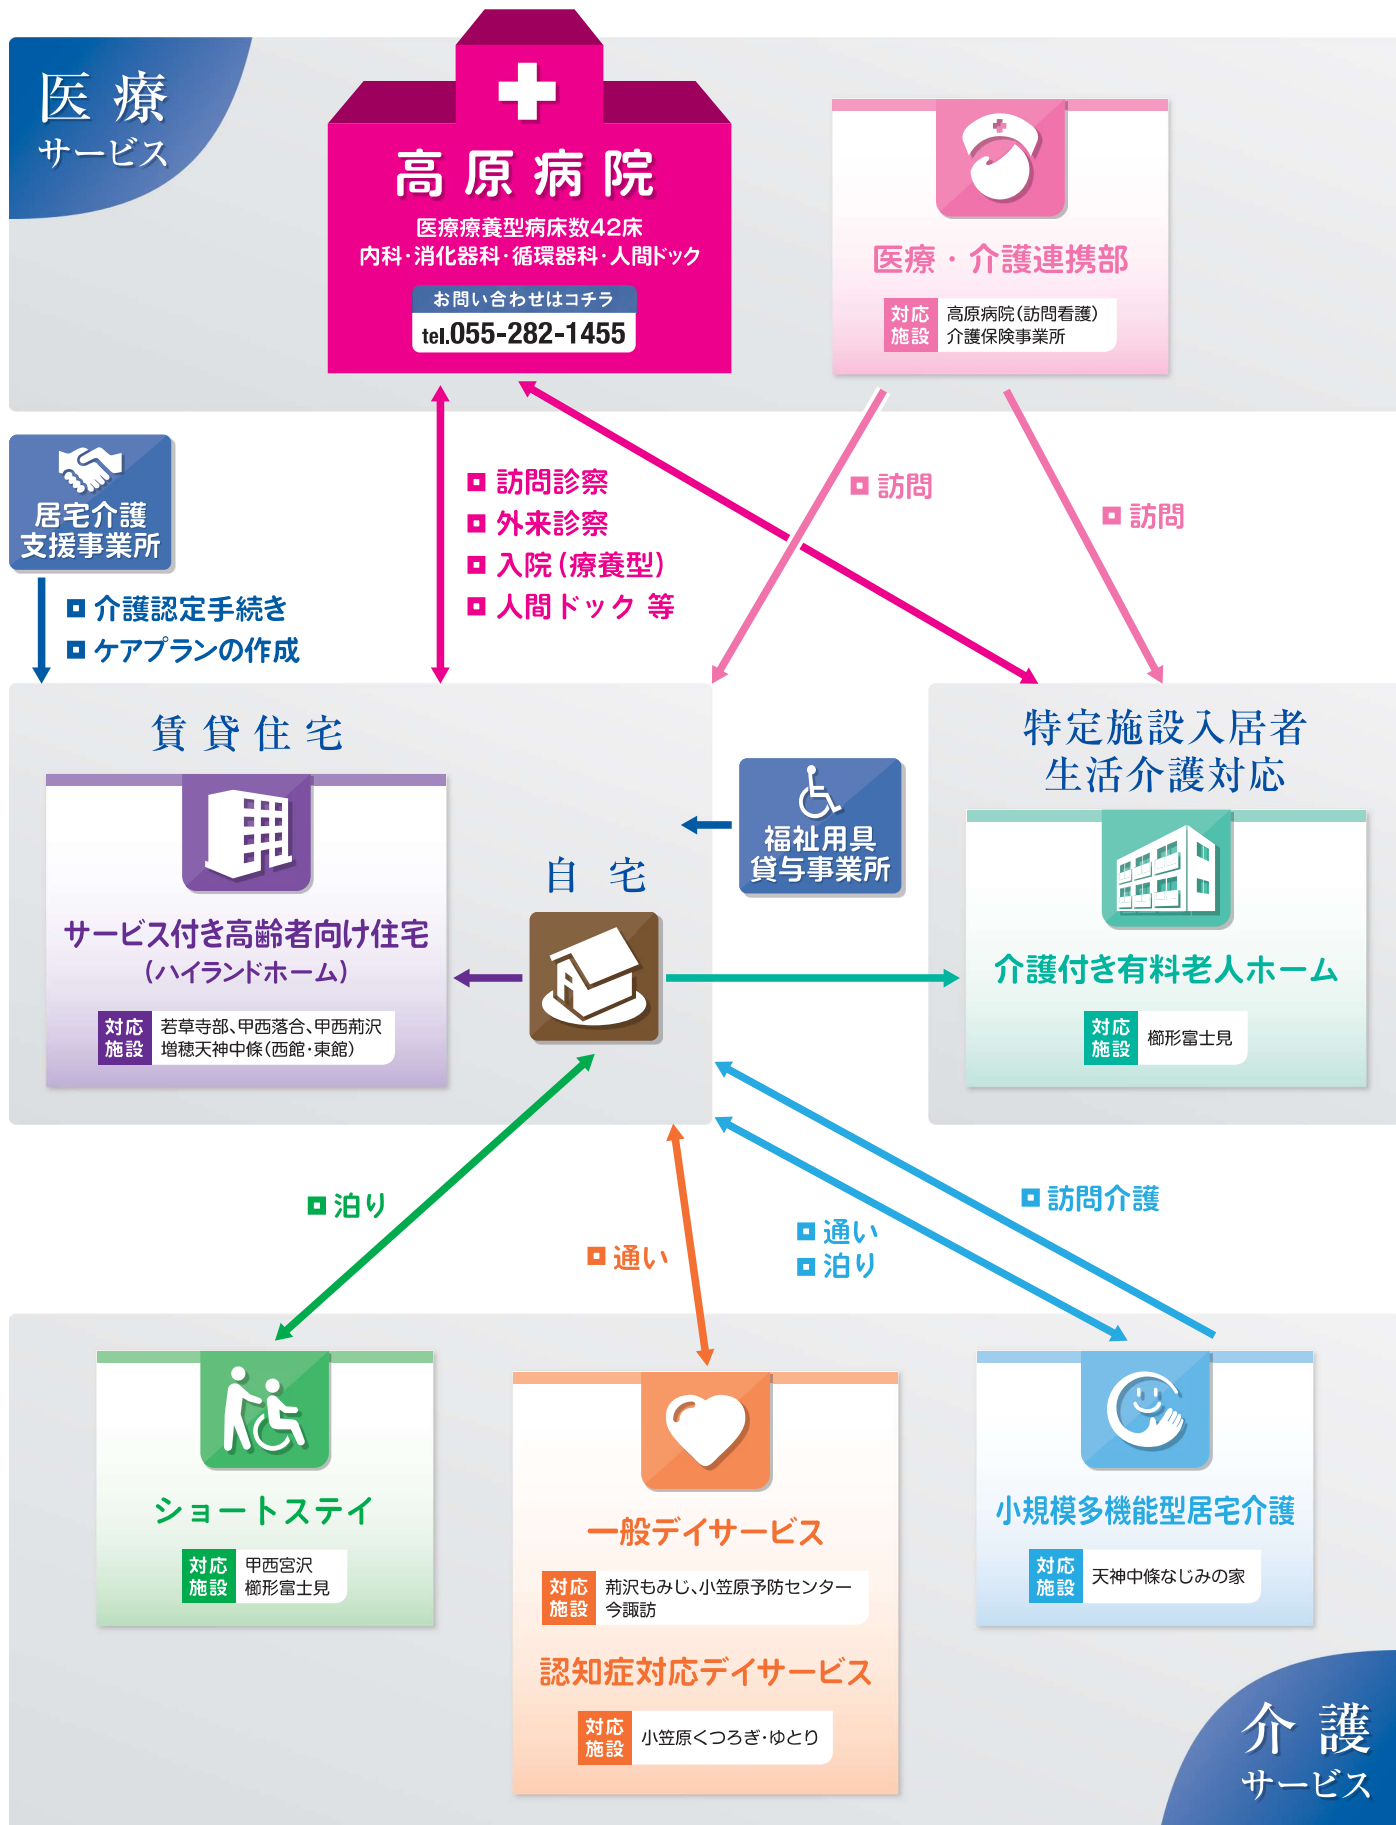 医療
サービス
高原病院
医療療養型病床数42床
内科・消化器科・循環器科・人間ドック
お問い合わせはコチラ
tel.055-282-1455
医療・介護連携部
対応
施設
高原病院(訪問看護)
介護保険事業所
居宅介護
支援事業所
介護認定手続き
ケアプランの作成
訪問診察
外来診察
入院(療養型)
人間ドック 等
訪問
訪問
賃貸住宅
サービス付き高齢者向け住宅
(ハイランドホーム)
対応
施設
若草寺部、甲西落合、甲西荊沢
増穂天神中條(西館・東館)
自宅
福祉用具
貸与事業所
特定施設入居者
生活介護対応
介護付き有料老人ホーム
対応
施設
櫛形富士見
泊り
通い
通い
泊り
訪問介護
ショートステイ
対応
施設
甲西宮沢
櫛形富士見
一般デイサービス
対応
施設
荊沢もみじ、小笠原予防センター
今諏訪
認知症対応デイサービス
対応
施設
小笠原くつろぎ・ゆとり
小規模多機能型居宅介護
対応
施設
天神中條なじみの家
介護
サービス